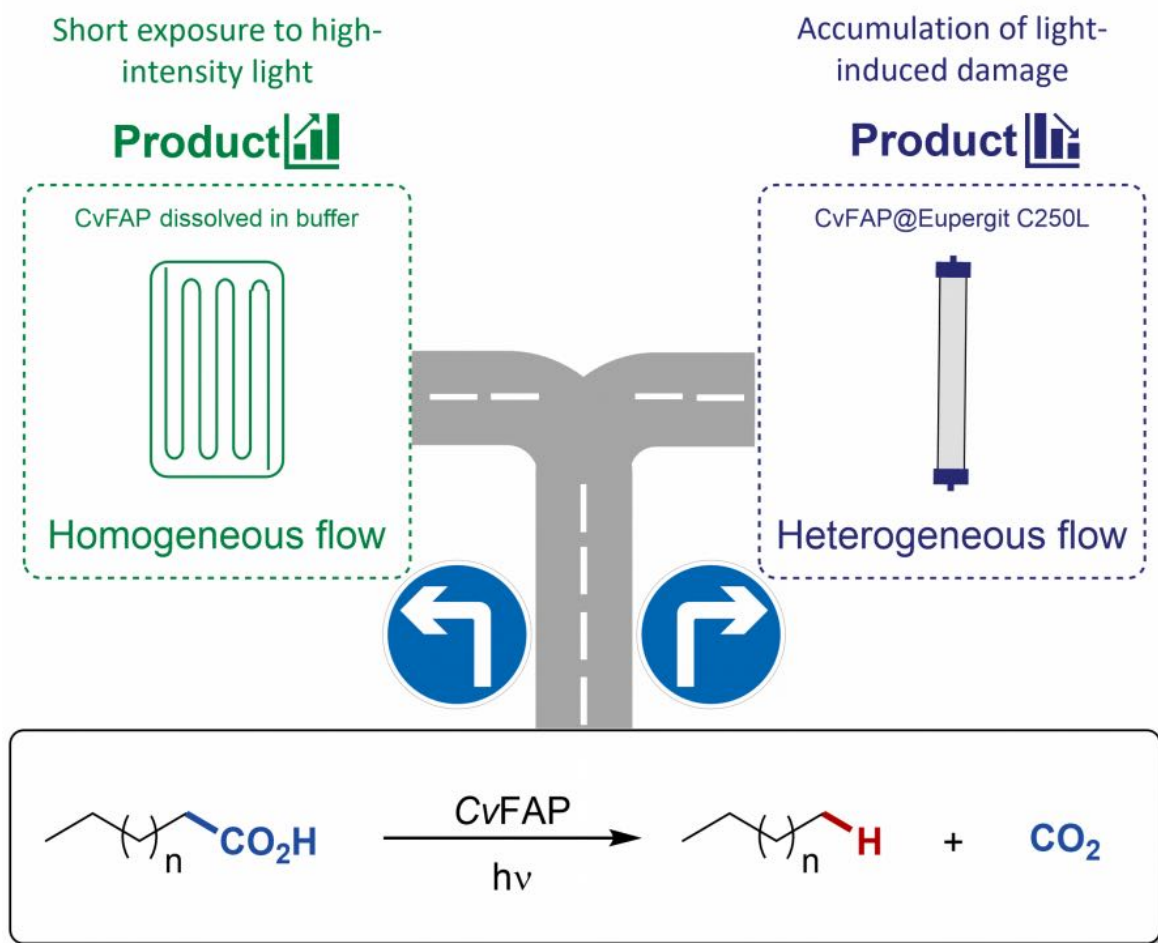 Short exposure to high-
intensity light
Product
CvFAP dissolved in buffer
Homogeneous flow
Accumulation of light-
induced damage
Product
CvFAP@Eupergit C250L
Heterogeneous flow
( )n CO₂H
CvFAP
hν
( )n H
+
CO₂